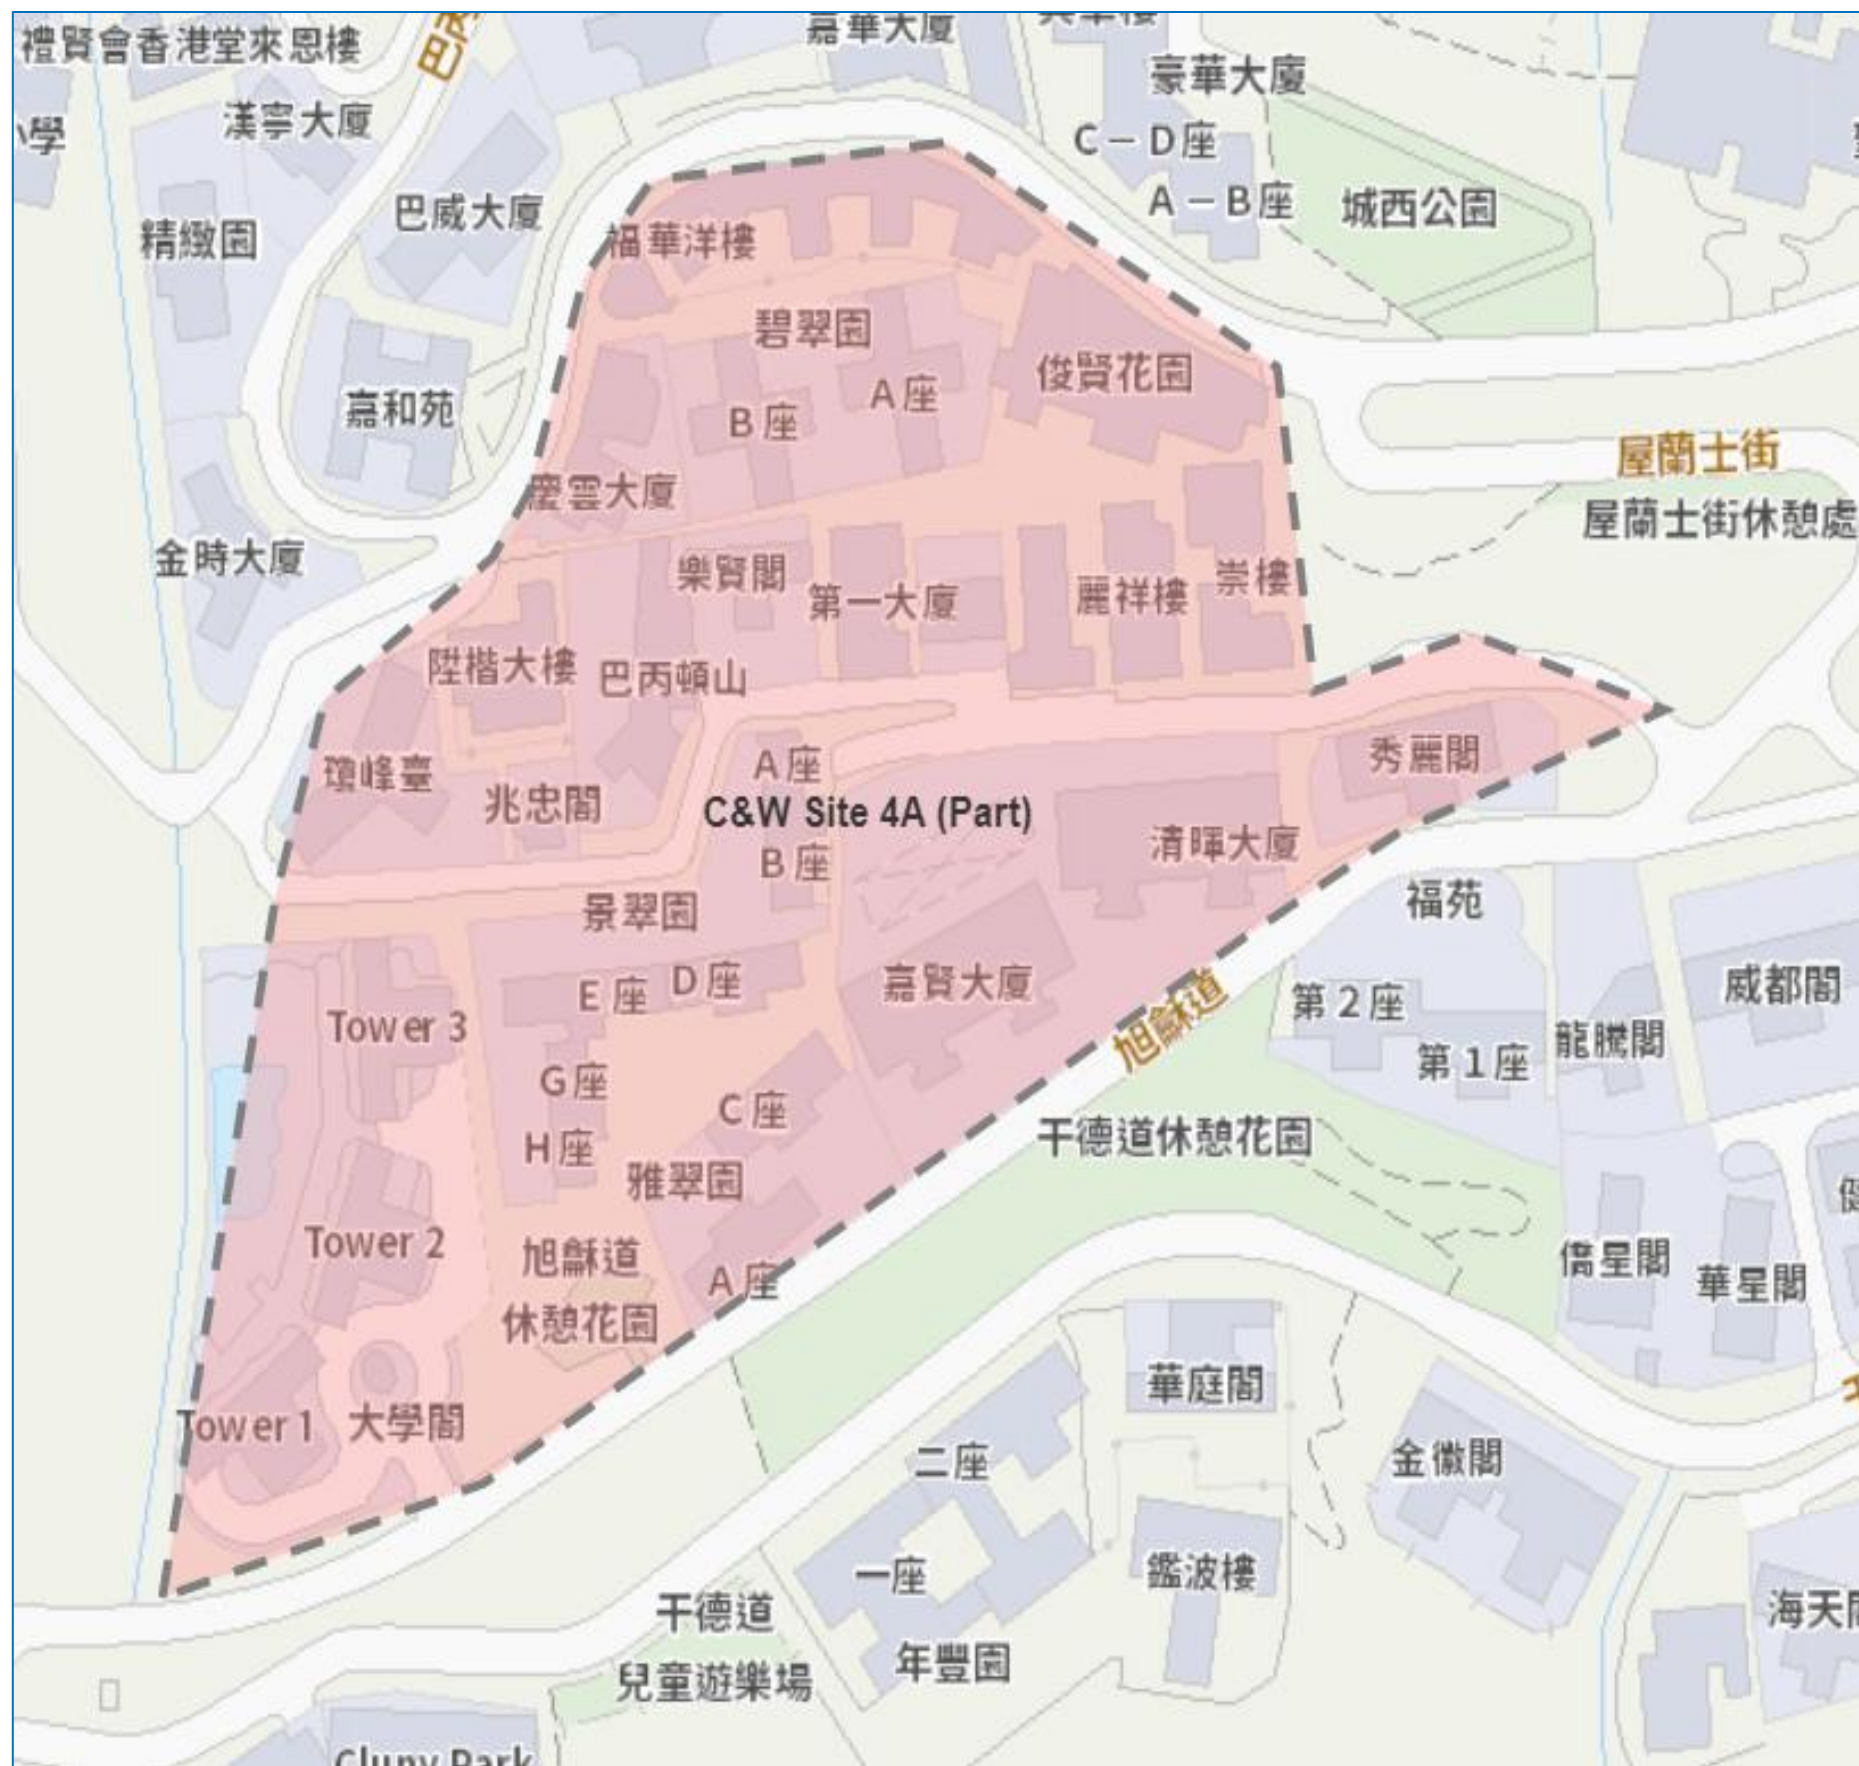 嘉華大廈
禮賢會香港堂來恩樓
豪華大廈
漢寧大廈
小學
C－D座
A－B座
城西公園
巴威大廈
精緻園
福華洋樓
碧翠園
俊賢花園
A座
B座
嘉和苑
屋蘭士街
慶雲大廈
屋蘭士街休憩處
金時大廈
樂賢閣
第一大廈
麗祥樓
崇樓
陞楷大樓
巴丙頓山
瓊峰臺
A座
秀麗閣
兆忠閣
C&W Site 4A (Part)
清暉大廈
B座
景翠園
福苑
E座
D座
嘉賢大廈
旭龢道
第2座
威都閣
Tower 3
第1座
龍騰閣
G座
C座
干德道休憩花園
H座
雅翠園
Tower 2
旭龢道
休憩花園
A座
僑星閣
華星閣
華庭閣
Tower 1
大學閣
二座
金徽閣
一座
鑑波樓
干德道
兒童遊樂場
年豐園
海天閣
Cluny Park